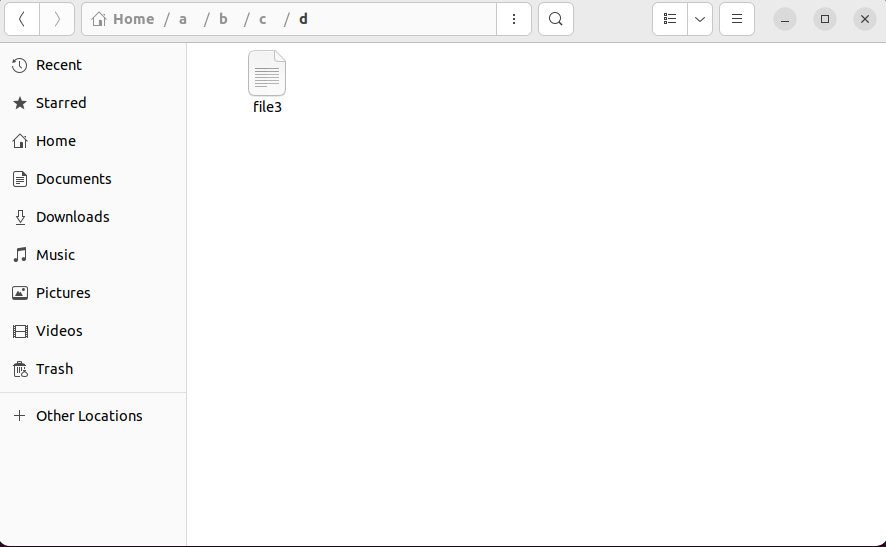 Home / a / b / c / d
Recent
Starred
Home
Documents
Downloads
Music
Pictures
Videos
Trash
Other Locations
file3